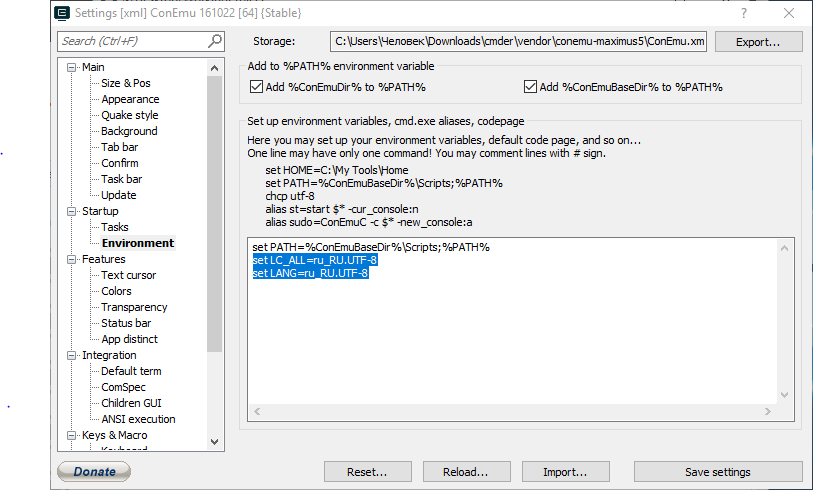 Settings [xml] ConEmu 161022 [64] {Stable}
Search (Ctrl+F)
Storage:
C:\Users\Человек\Downloads\cmder\vendor\conemu-maximus5\ConEmu.xm
Export...
Main
Size & Pos
Appearance
Quake style
Background
Tab bar
Confirm
Task bar
Update
Startup
Tasks
Environment
Features
Text cursor
Colors
Transparency
Status bar
App distinct
Integration
Default term
ComSpec
Children GUI
ANSI execution
Keys & Macro
Add to %PATH% environment variable
Add %ConEmuDir% to %PATH%
Add %ConEmuBaseDir% to %PATH%
Set up environment variables, cmd.exe aliases, codepage
Here you may set up your environment variables, default code page, and so on...
One line may have only one command! You may comment lines with # sign.
set HOME=C:\My Tools\Home
set PATH=%ConEmuBaseDir%\Scripts;%PATH%
chcp utf-8
alias st=start $* -cur_console:n
alias sudo=ConEmuC -c $* -new_console:a
set PATH=%ConEmuBaseDir%\Scripts;%PATH%
set LC_ALL=ru_RU.UTF-8
set LANG=ru_RU.UTF-8
Donate
Reset...
Reload...
Import...
Save settings